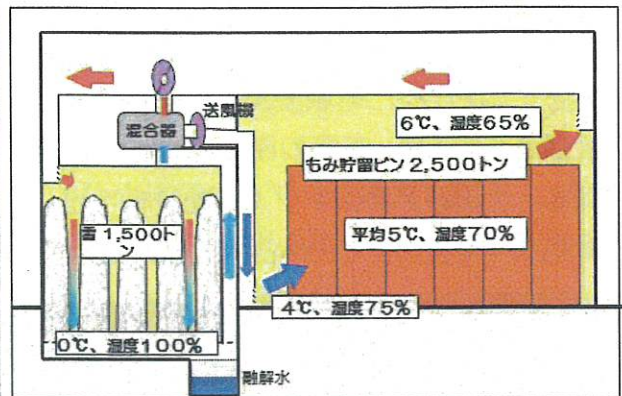 送風機
混合器
6℃、湿度65%
もみ貯留ビン 2,500トン
雪 1,500ト
ン
平均5℃、湿度70%
4℃、湿度75%
0℃、湿度100%
融解水